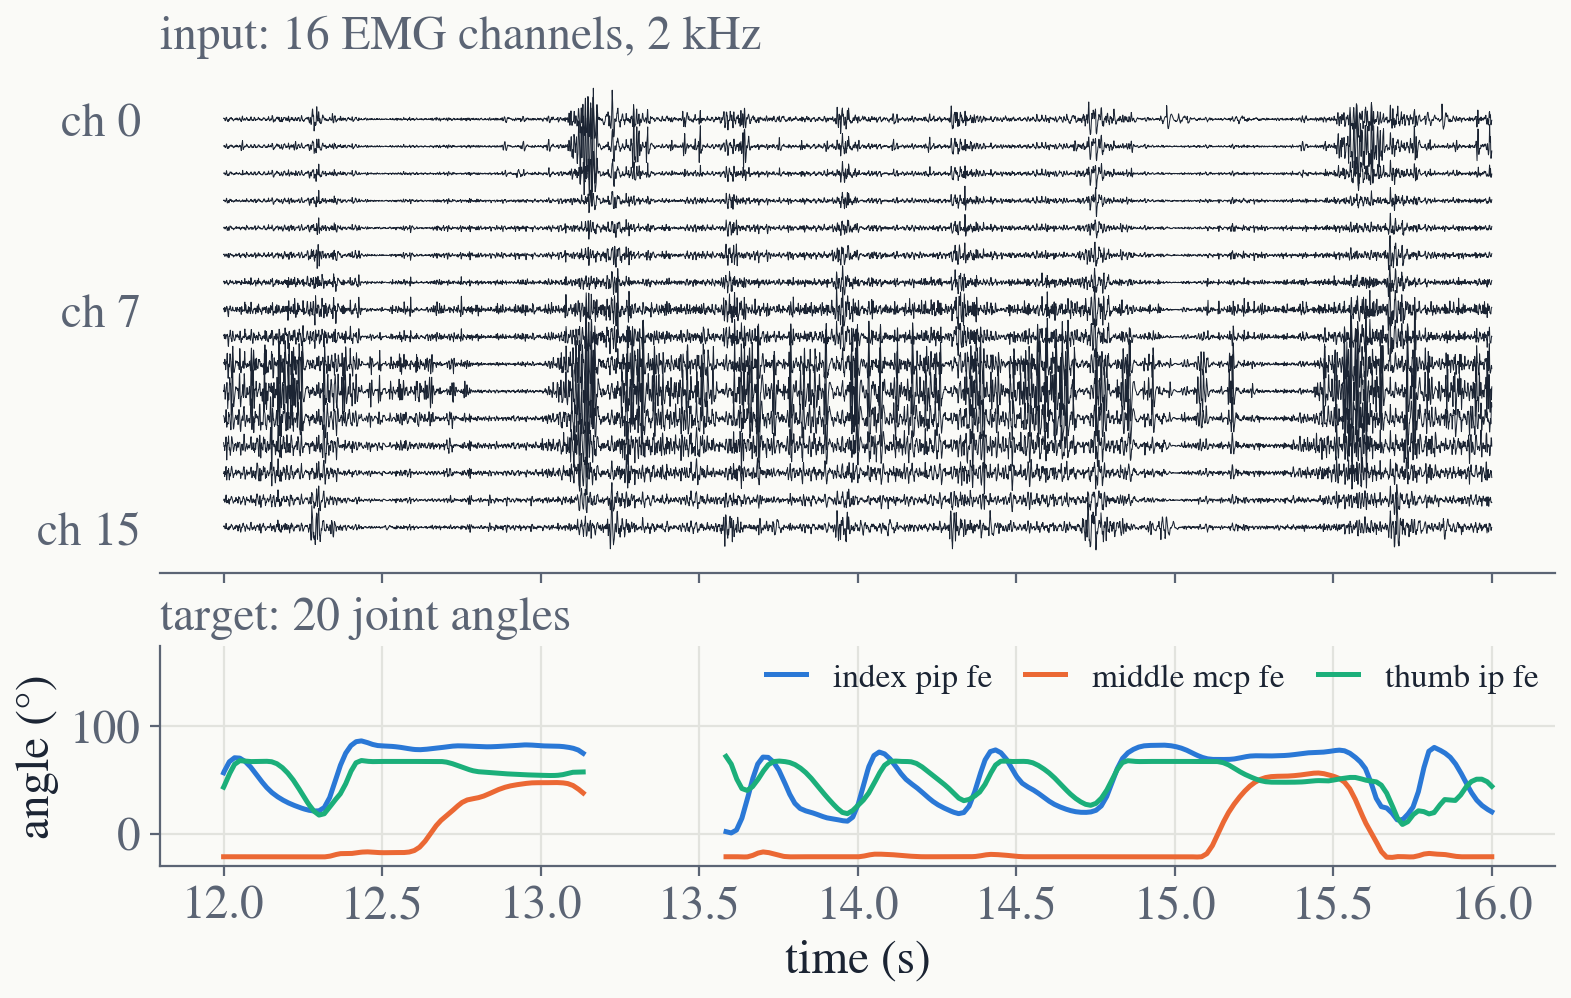 input: 16 EMG channels, 2 kHz
ch 0
ch 7
ch 15
target: 20 joint angles
index pip fe middle mcp fe thumb ip fe
angle (°)
100
0
12.0 12.5 13.0 13.5 14.0 14.5 15.0 15.5 16.0
time (s)